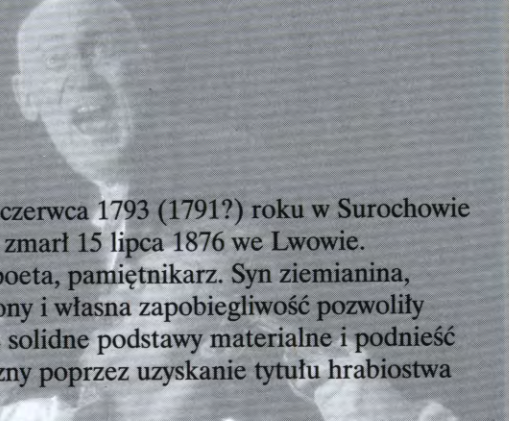 czerwca 1793 (1791?) roku w Surochowie
zmarł 15 lipca 1876 we Lwowie.
poeta, pamiętnikarz. Syn ziemianina,
ony i własna zapobiegliwość pozwoliły
solidne podstawy materialne i podnieść
zny poprzez uzyskanie tytułu hrabiostwa